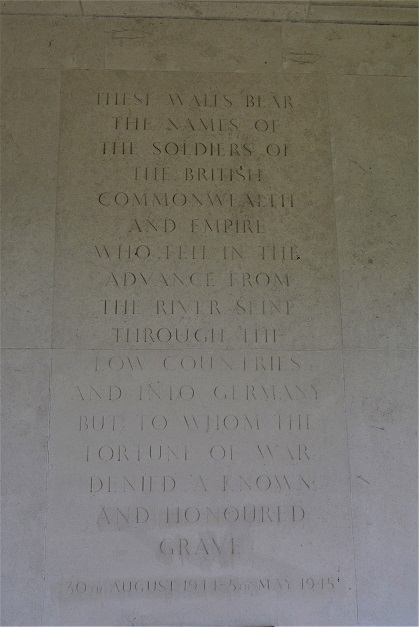 THESE WALLS BEAR
THE NAMES OF
THE SOLDIERS OF
THE BRITISH
COMMONWEALTH
AND EMPIRE
WHO FELL IN THE
ADVANCE FROM
THE RIVER SEINE
THROUGH THE
LOW COUNTRIES
AND INTO GERMANY
BUT TO WHOM THE
FORTUNE OF WAR
DENIED A KNOWN
AND HONOURED
GRAVE
30TH AUGUST 1944-5TH MAY 1945